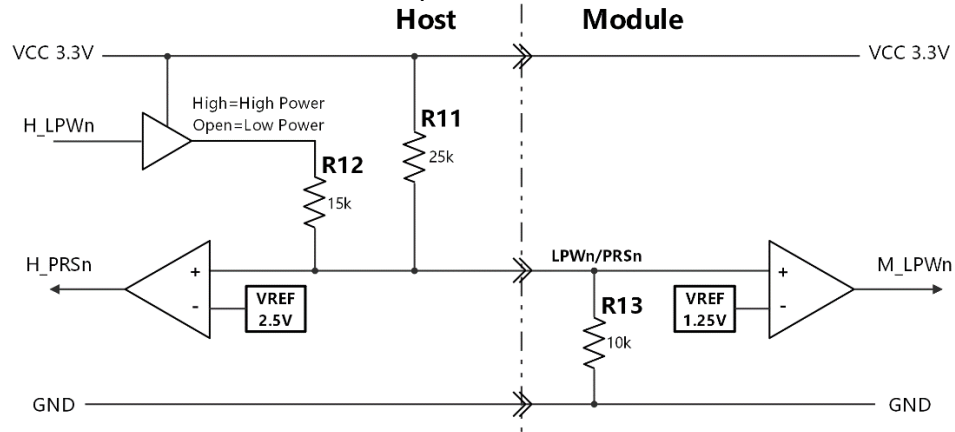 Host
Module
VCC 3.3V
VCC 3.3V
High=High Power
Open=Low Power
H_LPWn
R11
25k
R12
15k
H_PRSn
+
-
VREF
2.5V
LPWn/PRSn
R13
10k
VREF
1.25V
+
-
M_LPWn
GND
GND